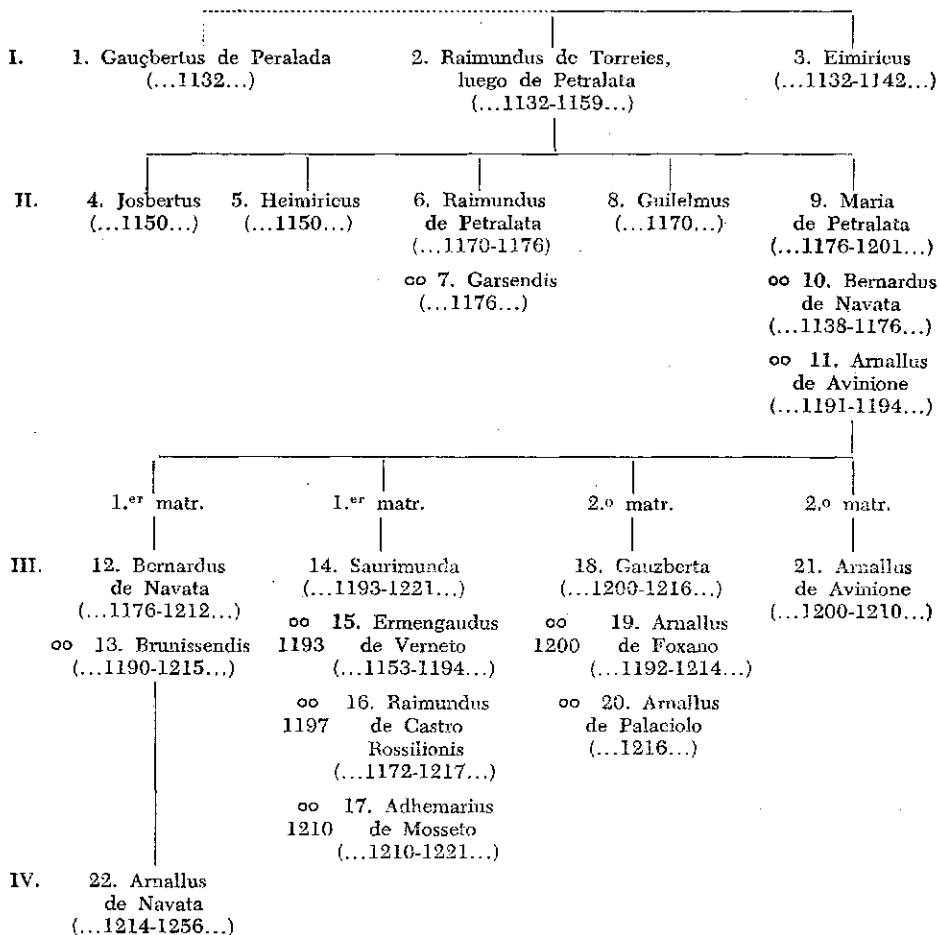 I. 1. Gauçbertus de Peralada
(...1132...)
2. Raimundus de Torreies,
luego de Petralata
(...1132-1159...)
3. Eimiricus
(...1132-1142...)
II. 4. Josbertus
(...1150...)
5. Heimiricus
(...1150...)
6. Raimundus
de Petralata
(...1170-1176)
oo 7. Garsendis
(...1176...)
8. Guilelmus
(...1170...)
9. Maria
de Petralata
(...1176-1201...)
oo 10. Bernardus
de Navata
(...1138-1176...)
oo 11. Arnallus
de Avinione
(...1191-1194...)
1.er matr.
1.er matr.
2.o matr.
2.o matr.
III. 12. Bernardus
de Navata
(...1176-1212...)
oo 13. Brunissendis
(...1190-1215...)
14. Saurimunda
(...1193-1221...)
oo 15. Ermengaudus
1193 de Verneto
(...1153-1194...)
oo 16. Raimundus
1197 de Castro
Rossilionis
(...1172-1217...)
oo 17. Adhemarius
1210 de Mosseto
(...1210-1221...)
18. Gauzberta
(...1200-1216...)
oo 19. Arnallus
1200 de Foxano
(...1192-1214...)
oo 20. Arnallus
de Palaciolo
(...1216...)
21. Arnallus
de Avinione
(...1200-1210...)
IV. 22. Arnallus
de Navata
(...1214-1256...)